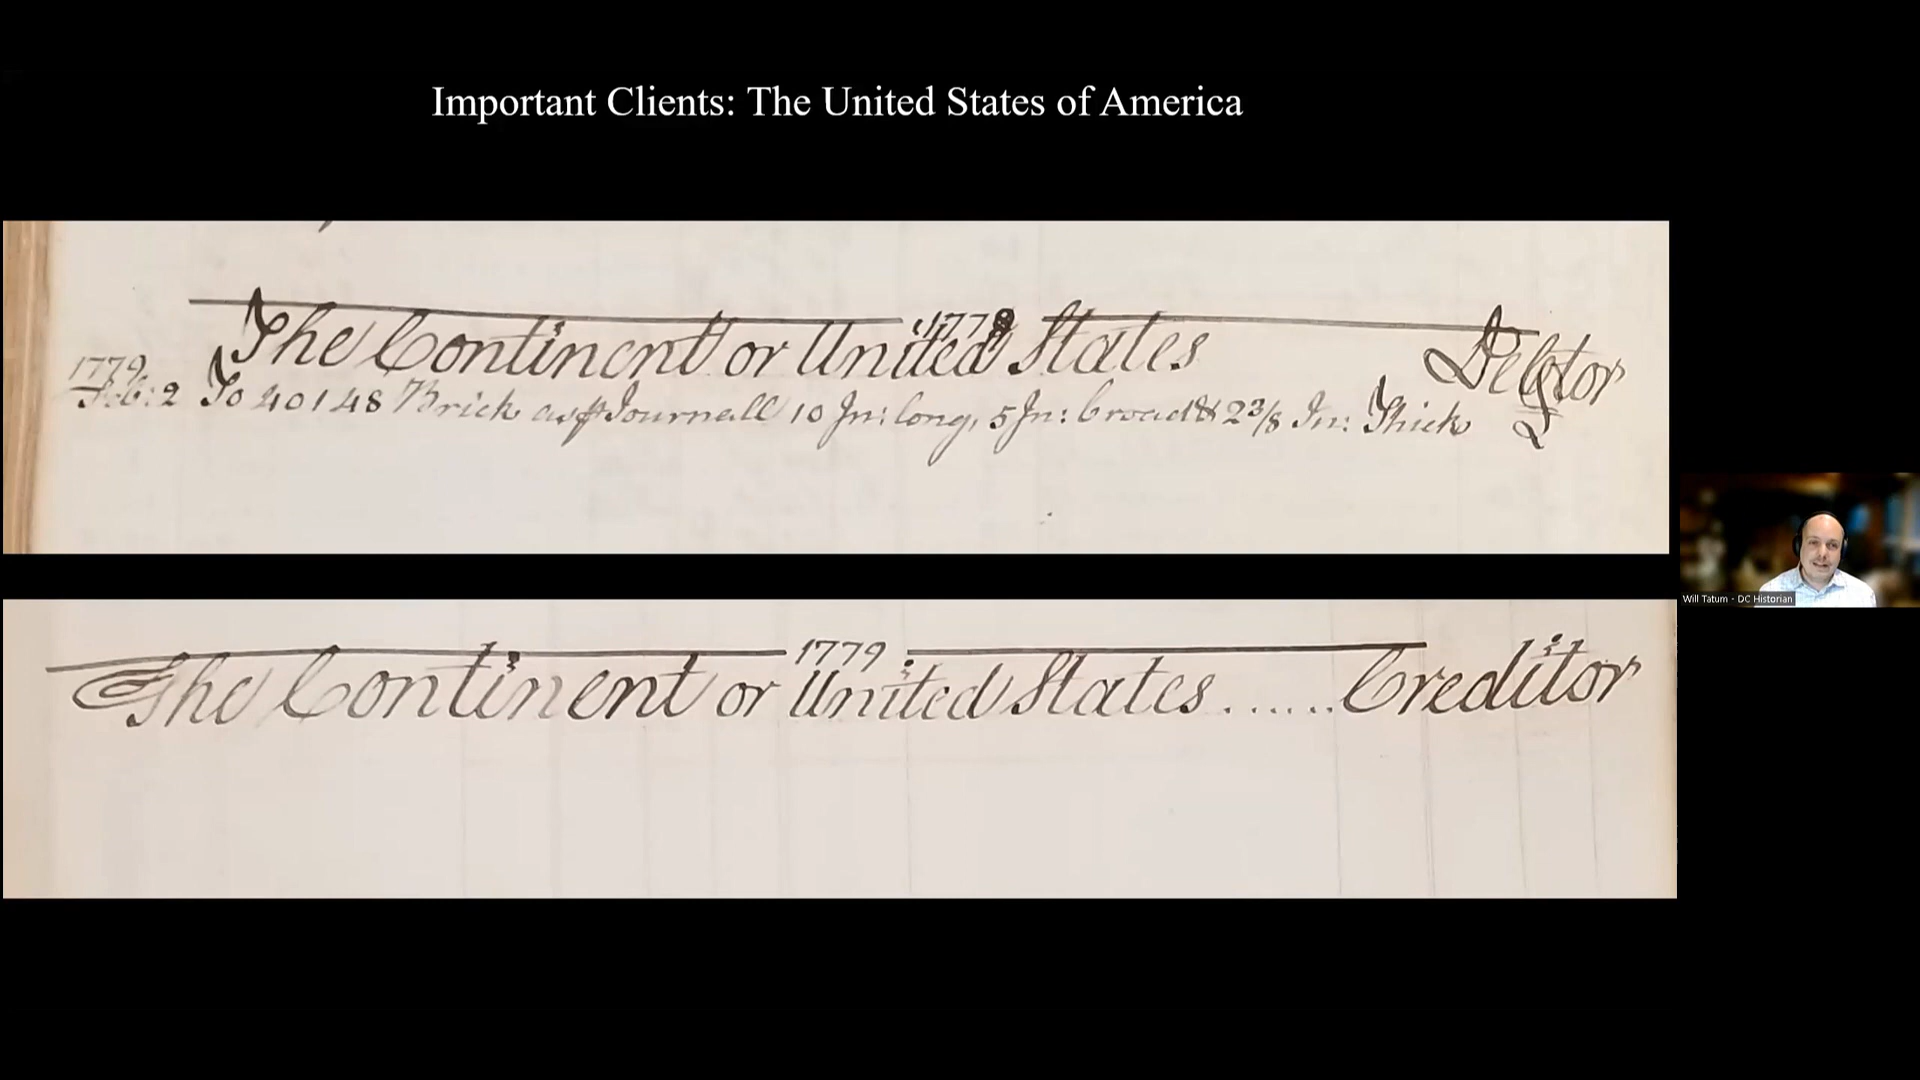 Important Clients: The United States of America
1779
The Continent or United States Debtor
1779
Feb: 2 To 40148 Brick as ⅌ Journall 10 In: long, 5 In: broad & 2 3/8 In: Thick £
1779
The Continent or United States ...... Creditor
Will Tatum - DC Historian